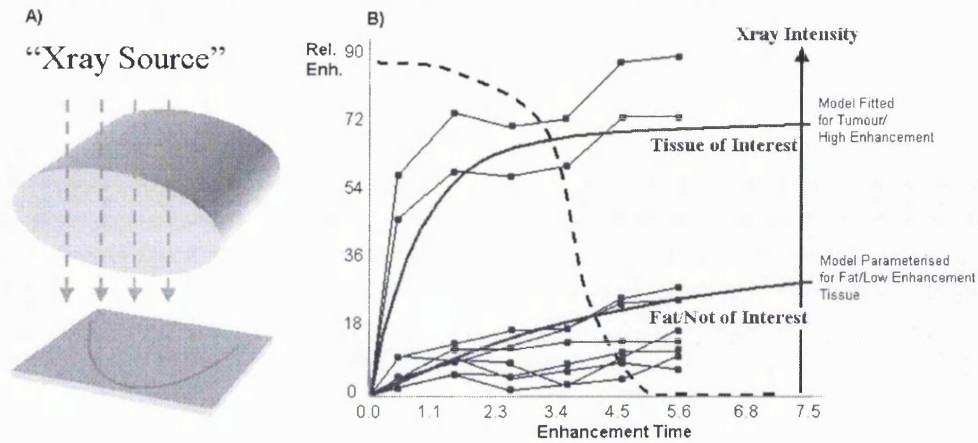 A)
"Xray Source"
B)
Rel.
Enh.
90
72
54
36
18
0
0.0 1.1 2.3 3.4 4.5 5.6 6.8 7.5
Enhancement Time
Xray Intensity
Model Fitted
for Tumour/
High Enhancement
Tissue of Interest
Model Parameterised
for Fat/Low Enhancement
Tissue
Fat/Not of Interest